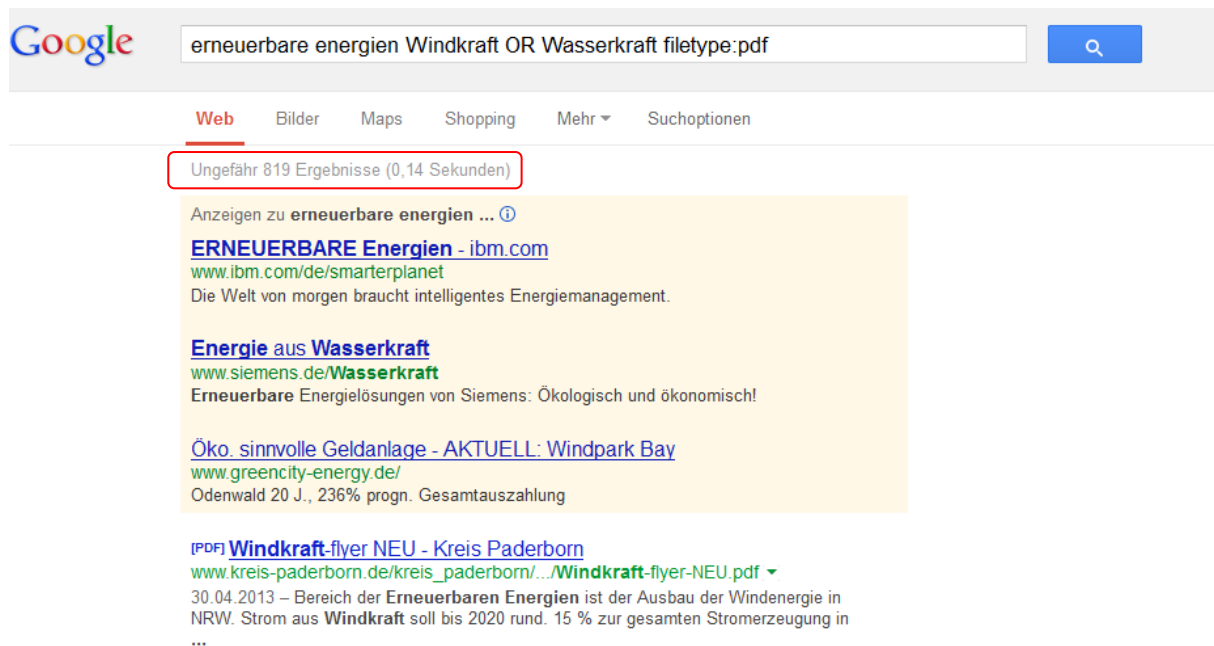 Google
erneuerbare energien Windkraft OR Wasserkraft filetype:pdf
Web Bilder Maps Shopping Mehr Suchoptionen
Ungefähr 819 Ergebnisse (0,14 Sekunden)
Anzeigen zu erneuerbare energien ...
ERNEUERBARE Energien - ibm.com
www.ibm.com/de/smarterplanet
Die Welt von morgen braucht intelligentes Energiemanagement.
Energie aus Wasserkraft
www.siemens.de/Wasserkraft
Erneuerbare Energielösungen von Siemens: Ökologisch und ökonomisch!
Öko. sinnvolle Geldanlage - AKTUELL: Windpark Bay
www.greencity-energy.de/
Odenwald 20 J., 236% progn. Gesamtauszahlung
[PDF] Windkraft-flyer NEU - Kreis Paderborn
www.kreis-paderborn.de/kreis_paderborn/.../Windkraft-flyer-NEU.pdf
30.04.2013 – Bereich der Erneuerbaren Energien ist der Ausbau der Windenergie in
NRW. Strom aus Windkraft soll bis 2020 rund. 15 % zur gesamten Stromerzeugung in
...